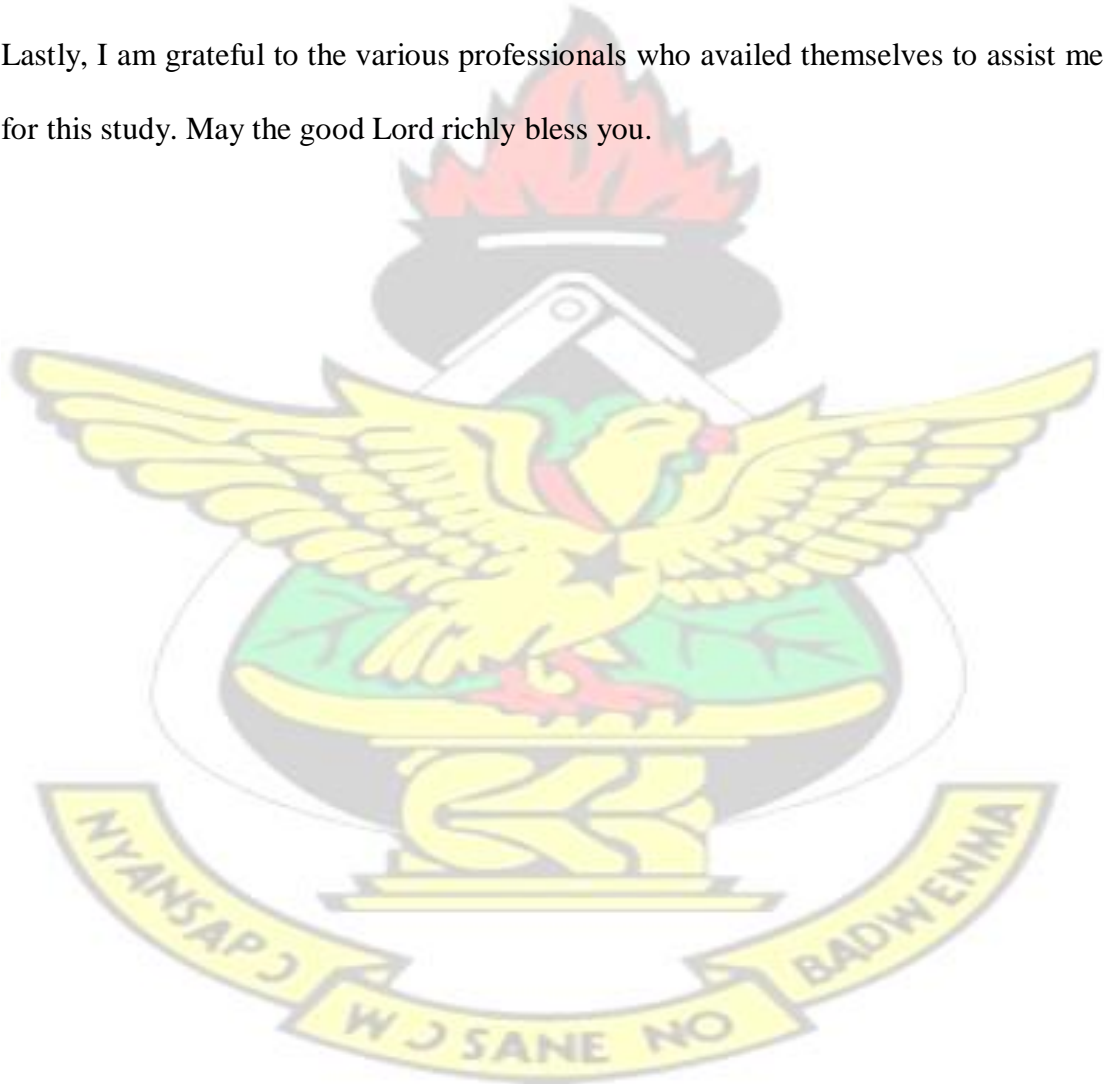 Lastly, I am grateful to the various professionals who availed themselves to assist me
for this study. May the good Lord richly bless you.
NYANSAPƆ
WƆSANE NO
BADWENMA